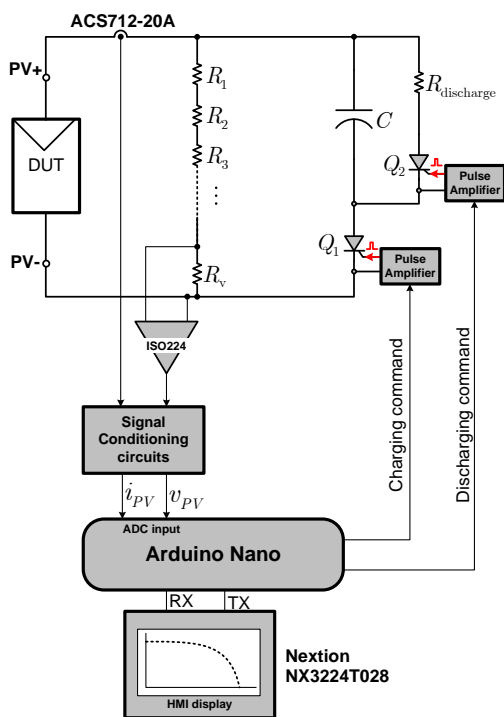 ACS712-20A
PV+
R1
R2
R3
⋮
Rdischarge
C
DUT
Q2
Pulse
Amplifier
PV-
Q1
Rv
Pulse
Amplifier
ISO224
Signal
Conditioning
circuits
Charging command
Discharging command
iPV
vPV
ADC input
Arduino Nano
RX
TX
Nextion
NX3224T028
HMI display